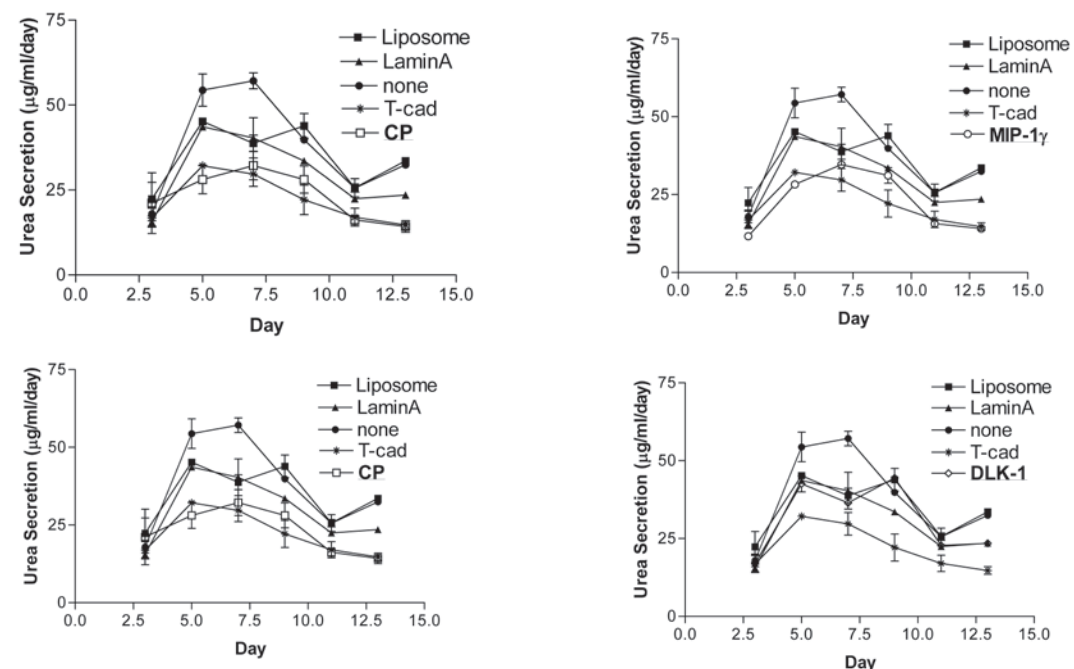 75
50
25
0
Urea Secretion (µg/ml/day)
Liposome
LaminA
none
T-cad
CP
0.0 2.5 5.0 7.5 10.0 12.5 15.0
Day
75
50
25
0
Urea Secretion (µg/ml/day)
Liposome
LaminA
none
T-cad
MIP-1γ
0.0 2.5 5.0 7.5 10.0 12.5 15.0
Day
75
50
25
0
Urea Secretion (µg/ml/day)
Liposome
LaminA
none
T-cad
CP
0.0 2.5 5.0 7.5 10.0 12.5 15.0
Day
75
50
25
0
Urea Secretion (µg/ml/day)
Liposome
LaminA
none
T-cad
DLK-1
0.0 2.5 5.0 7.5 10.0 12.5 15.0
Day